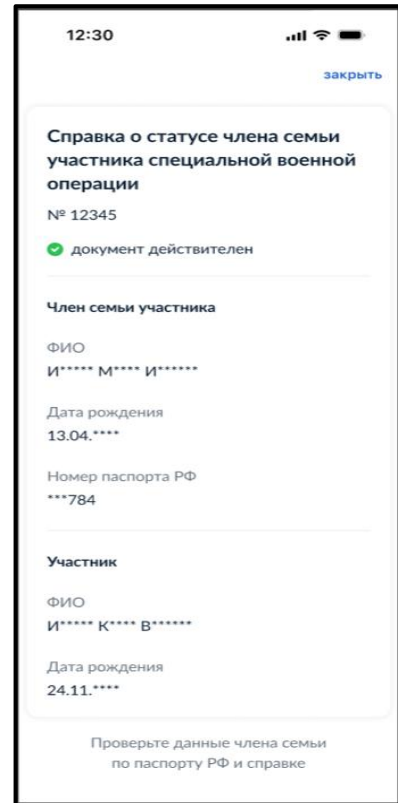 12:30
закрыть
Справка о статусе члена семьи
участника специальной военной
операции
№ 12345
документ действителен
Член семьи участника
ФИО
И***** М**** И******
Дата рождения
13.04.****
Номер паспорта РФ
***784
Участник
ФИО
И***** К**** В******
Дата рождения
24.11.****
Проверьте данные члена семьи
по паспорту РФ и справке